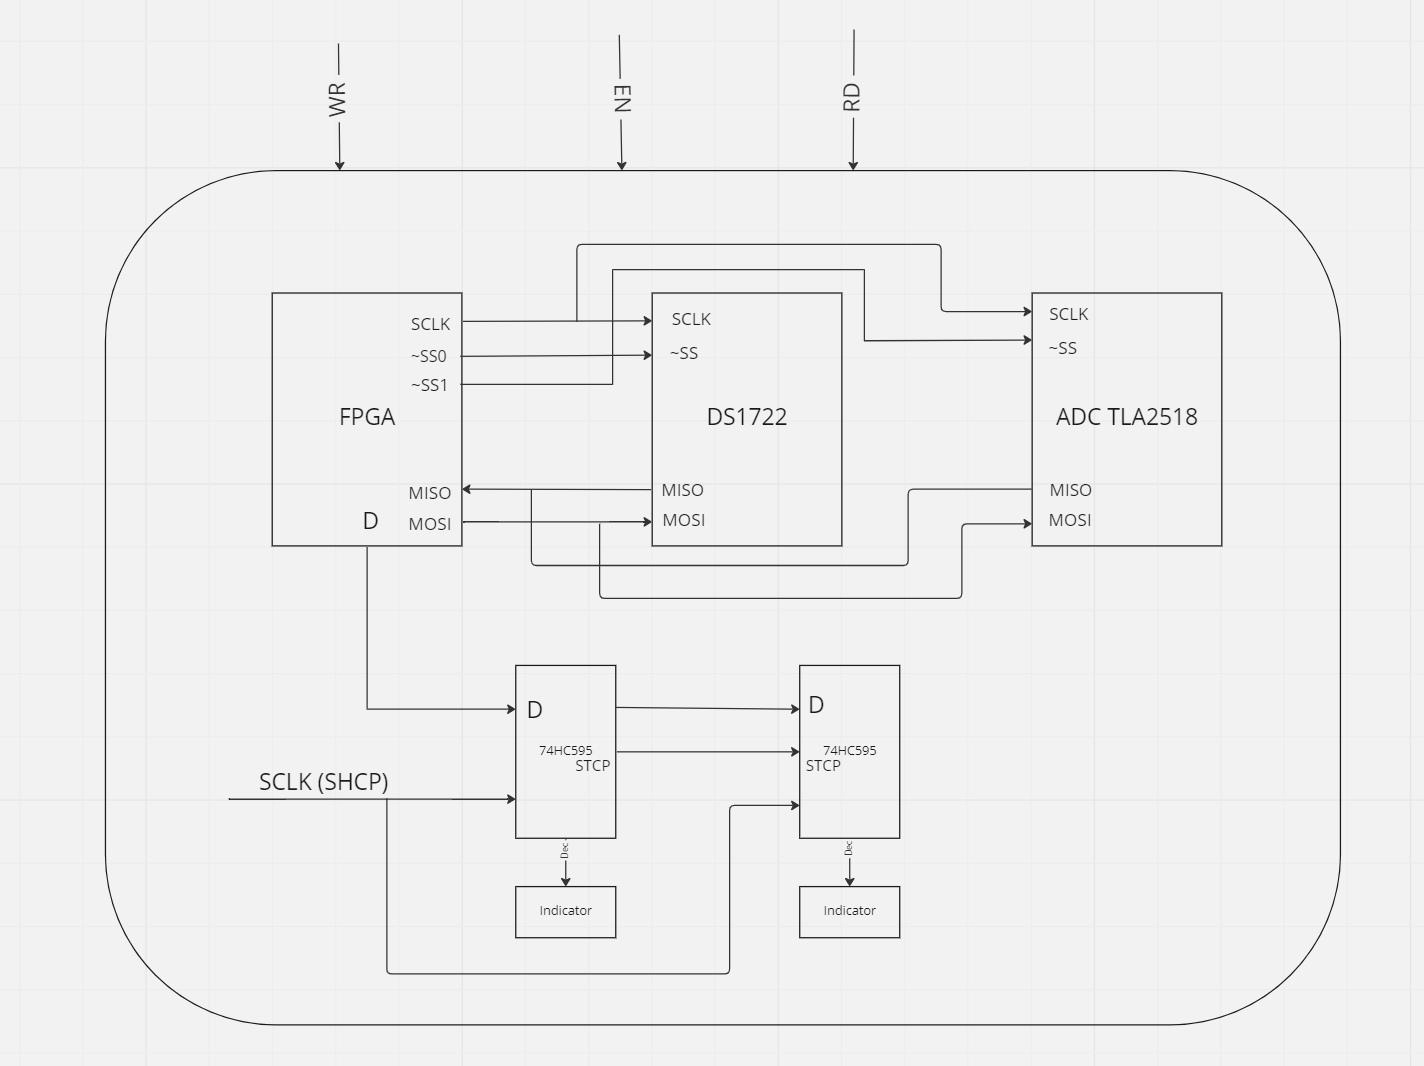 WR
EN
RD
SCLK
~SS0
~SS1
FPGA
MISO
MOSI
D
SCLK
~SS
DS1722
MISO
MOSI
SCLK
~SS
ADC TLA2518
MISO
MOSI
D
74HC595
STCP
D
74HC595
STCP
SCLK (SHCP)
Dec
Dec
Indicator
Indicator